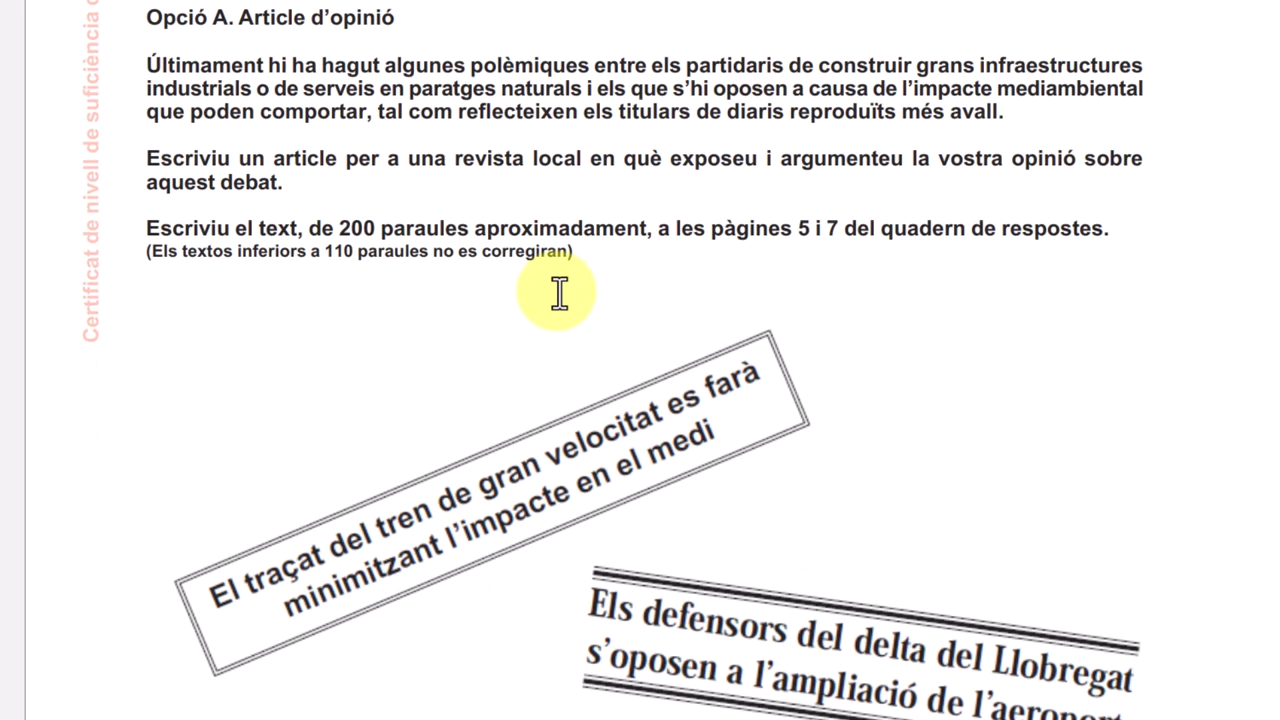 Opció A. Article d’opinió
Últimament hi ha hagut algunes polèmiques entre els partidaris de construir grans infraestructures
industrials o de serveis en paratges naturals i els que s’hi oposen a causa de l’impacte mediambiental
que poden comportar, tal com reflecteixen els titulars de diaris reproduïts més avall.
Escriviu un article per a una revista local en què exposeu i argumenteu la vostra opinió sobre
aquest debat.
Escriviu el text, de 200 paraules aproximadament, a les pàgines 5 i 7 del quadern de respostes.
(Els textos inferiors a 110 paraules no es corregiran)
Certificat de nivell de suficiència
El traçat del tren de gran velocitat es farà
minimitzant l’impacte en el medi
Els defensors del delta del Llobregat
s’oposen a l’ampliació de